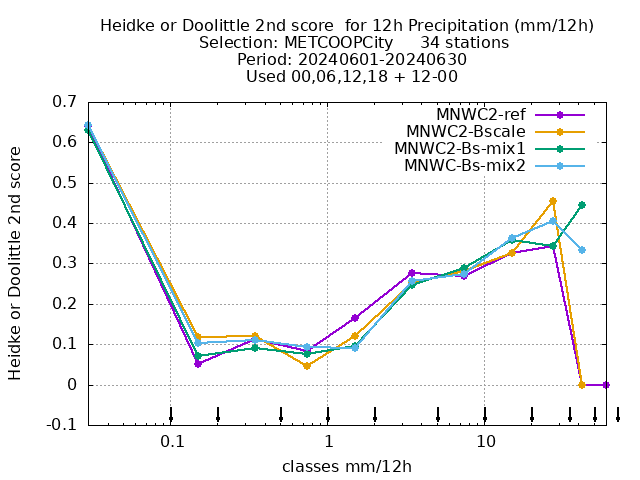 Heidke or Doolittle 2nd score  for 12h Precipitation (mm/12h)
Selection: METCOOPCity     34 stations
Period: 20240601-20240630
Used 00,06,12,18 + 12-00
MNWC2-ref
MNWC2-Bscale
MNWC2-Bs-mix1
MNWC-Bs-mix2
Heidke or Doolittle 2nd score
0.7
0.6
0.5
0.4
0.3
0.2
0.1
0
-0.1
0.1 1 10
classes mm/12h